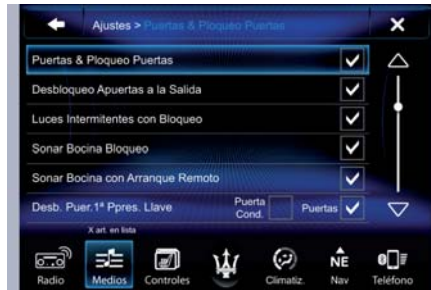 Ajustes > Puertas & Ploqueo Puertas
Puertas & Ploqueo Puertas
Desbloqueo Apuertas a la Salida
Luces Intermitentes con Bloqueo
Sonar Bocina Bloqueo
Sonar Bocina con Arranque Remoto
Desb. Puer.1ª Ppres. Llave Puerta Cond. Puertas
X art. en lista
Radio Medios Controles Climatiz. NE Nav Teléfono